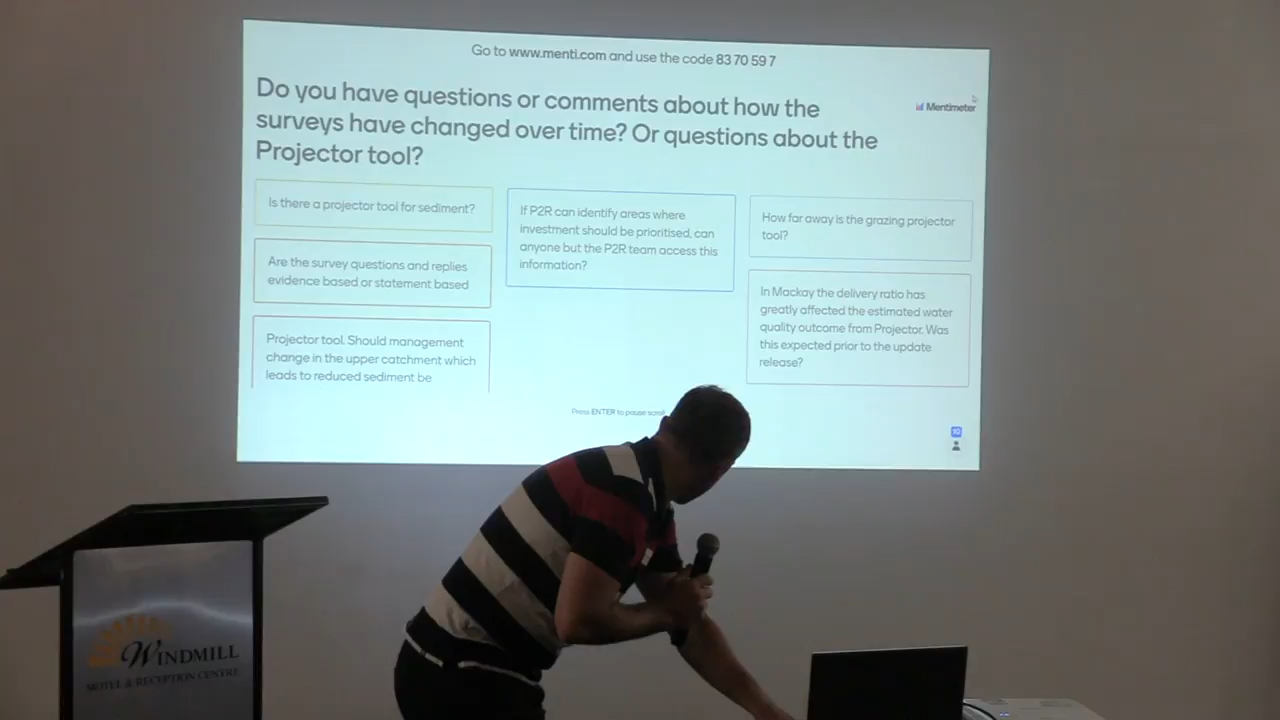 Go to www.menti.com and use the code 83 70 59 7
Do you have questions or comments about how the
surveys have changed over time? Or questions about the
Projector tool?
Mentimeter
Is there a projector tool for sediment?
Are the survey questions and replies
evidence based or statement based
Projector tool. Should management
change in the upper catchment which
leads to reduced sediment be
If P2R can identify areas where
investment should be prioritised, can
anyone but the P2R team access this
information?
How far away is the grazing projector
tool?
In Mackay the delivery ratio has
greatly affected the estimated water
quality outcome from Projector. Was
this expected prior to the update
release?
Press ENTER to pause scroll
10
WINDMILL
MOTEL & RECEPTION CENTRE